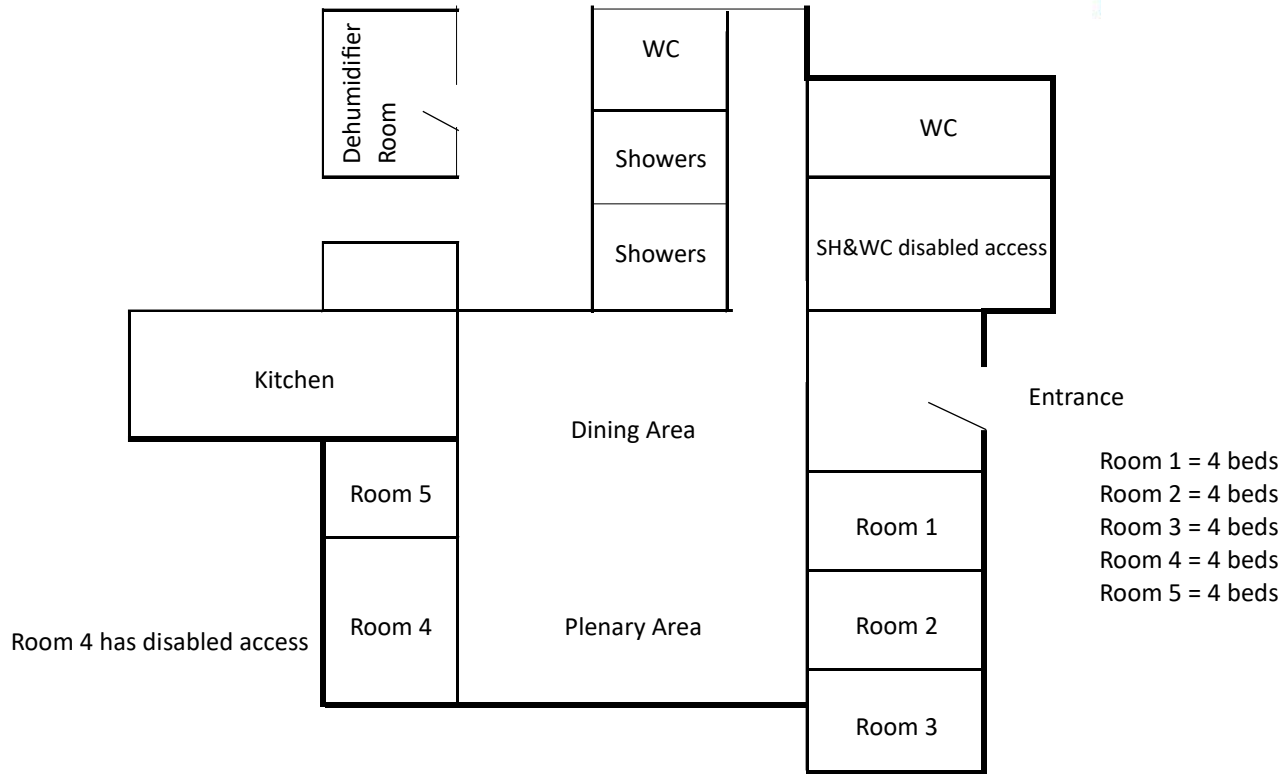 Dehumidifier
Room
WC
WC
Showers
Showers
SH&WC disabled access
Kitchen
Entrance
Dining Area
Room 1 = 4 beds
Room 2 = 4 beds
Room 3 = 4 beds
Room 4 = 4 beds
Room 5 = 4 beds
Room 5
Room 1
Room 4
Plenary Area
Room 2
Room 4 has disabled access
Room 3